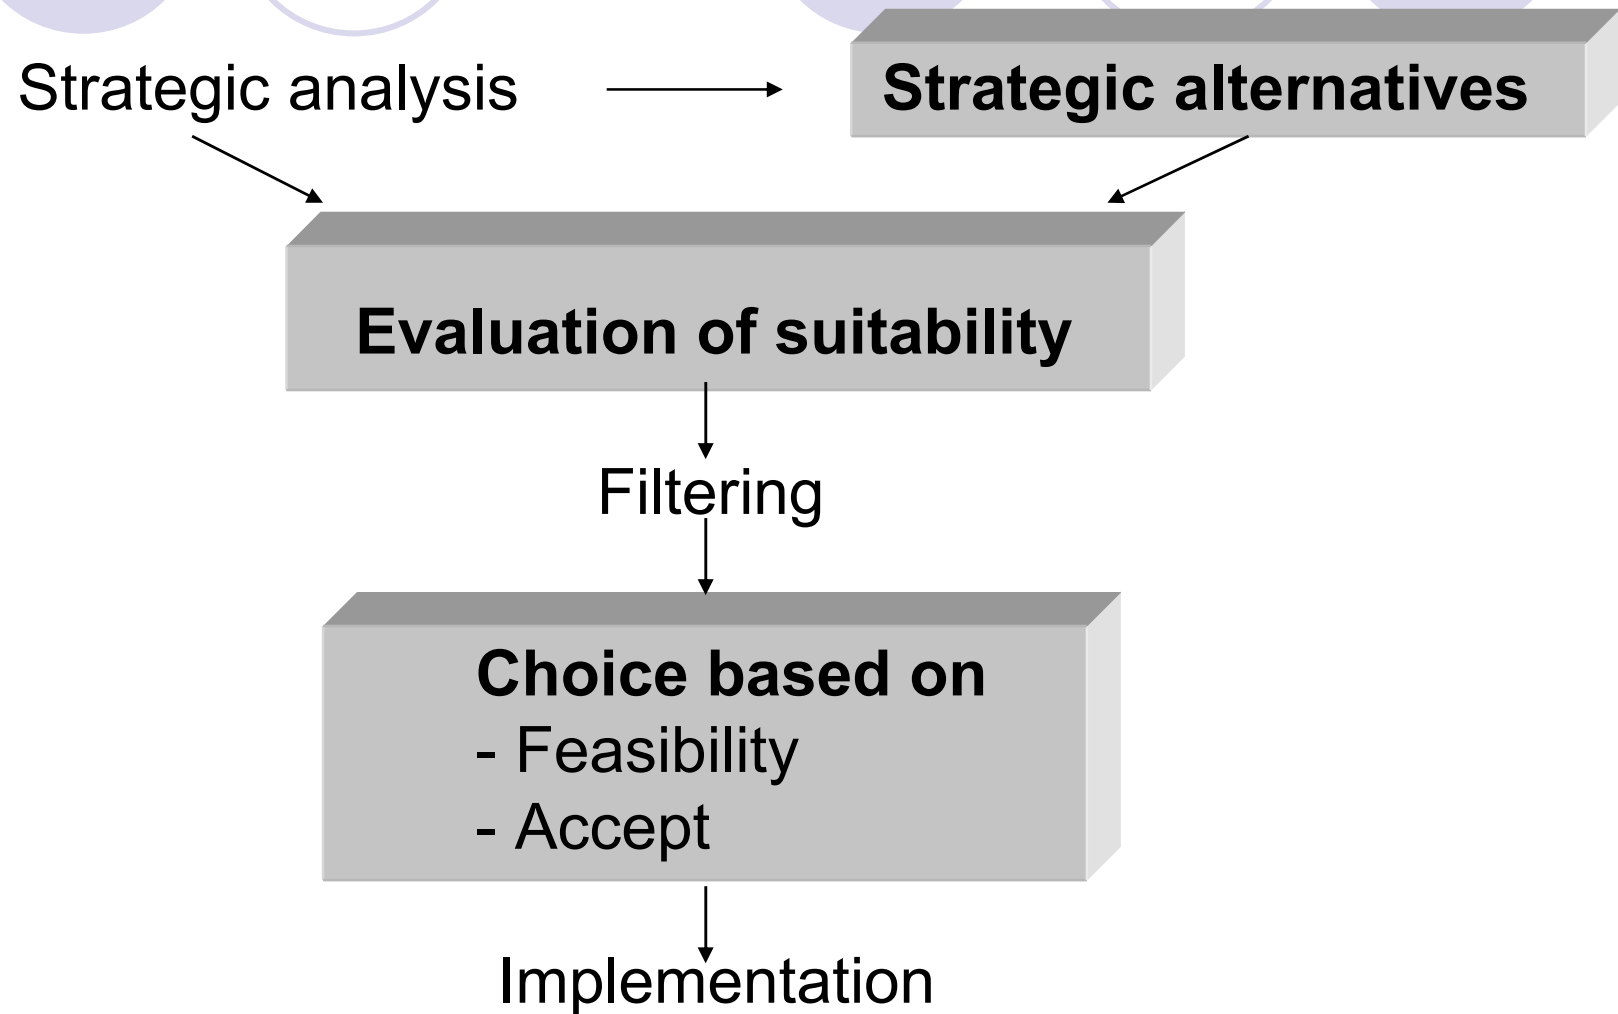 Strategic analysis
Strategic alternatives
Evaluation of suitability
Filtering
Choice based on
- Feasibility
- Accept
Implementation